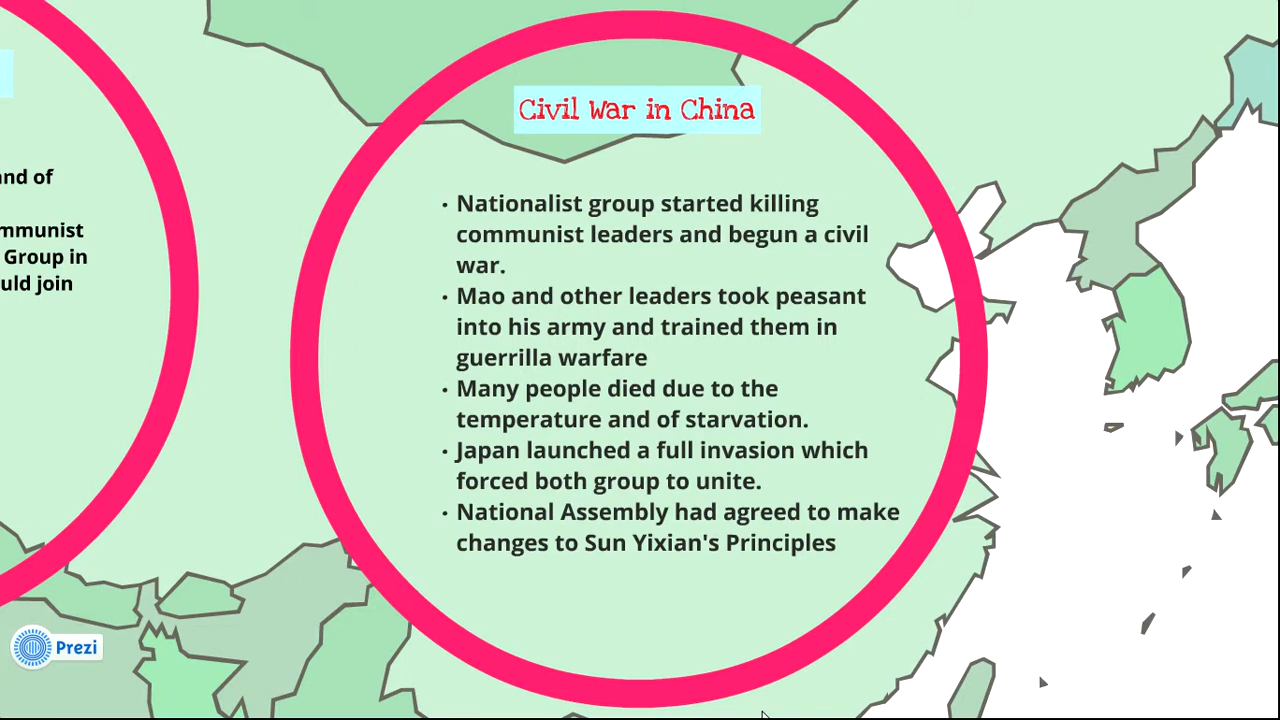 Civil War in China
and of
mmunist
Group in
uld join
• Nationalist group started killing
communist leaders and begun a civil
war.
• Mao and other leaders took peasant
into his army and trained them in
guerrilla warfare
• Many people died due to the
temperature and of starvation.
• Japan launched a full invasion which
forced both group to unite.
• National Assembly had agreed to make
changes to Sun Yixian's Principles
Prezi